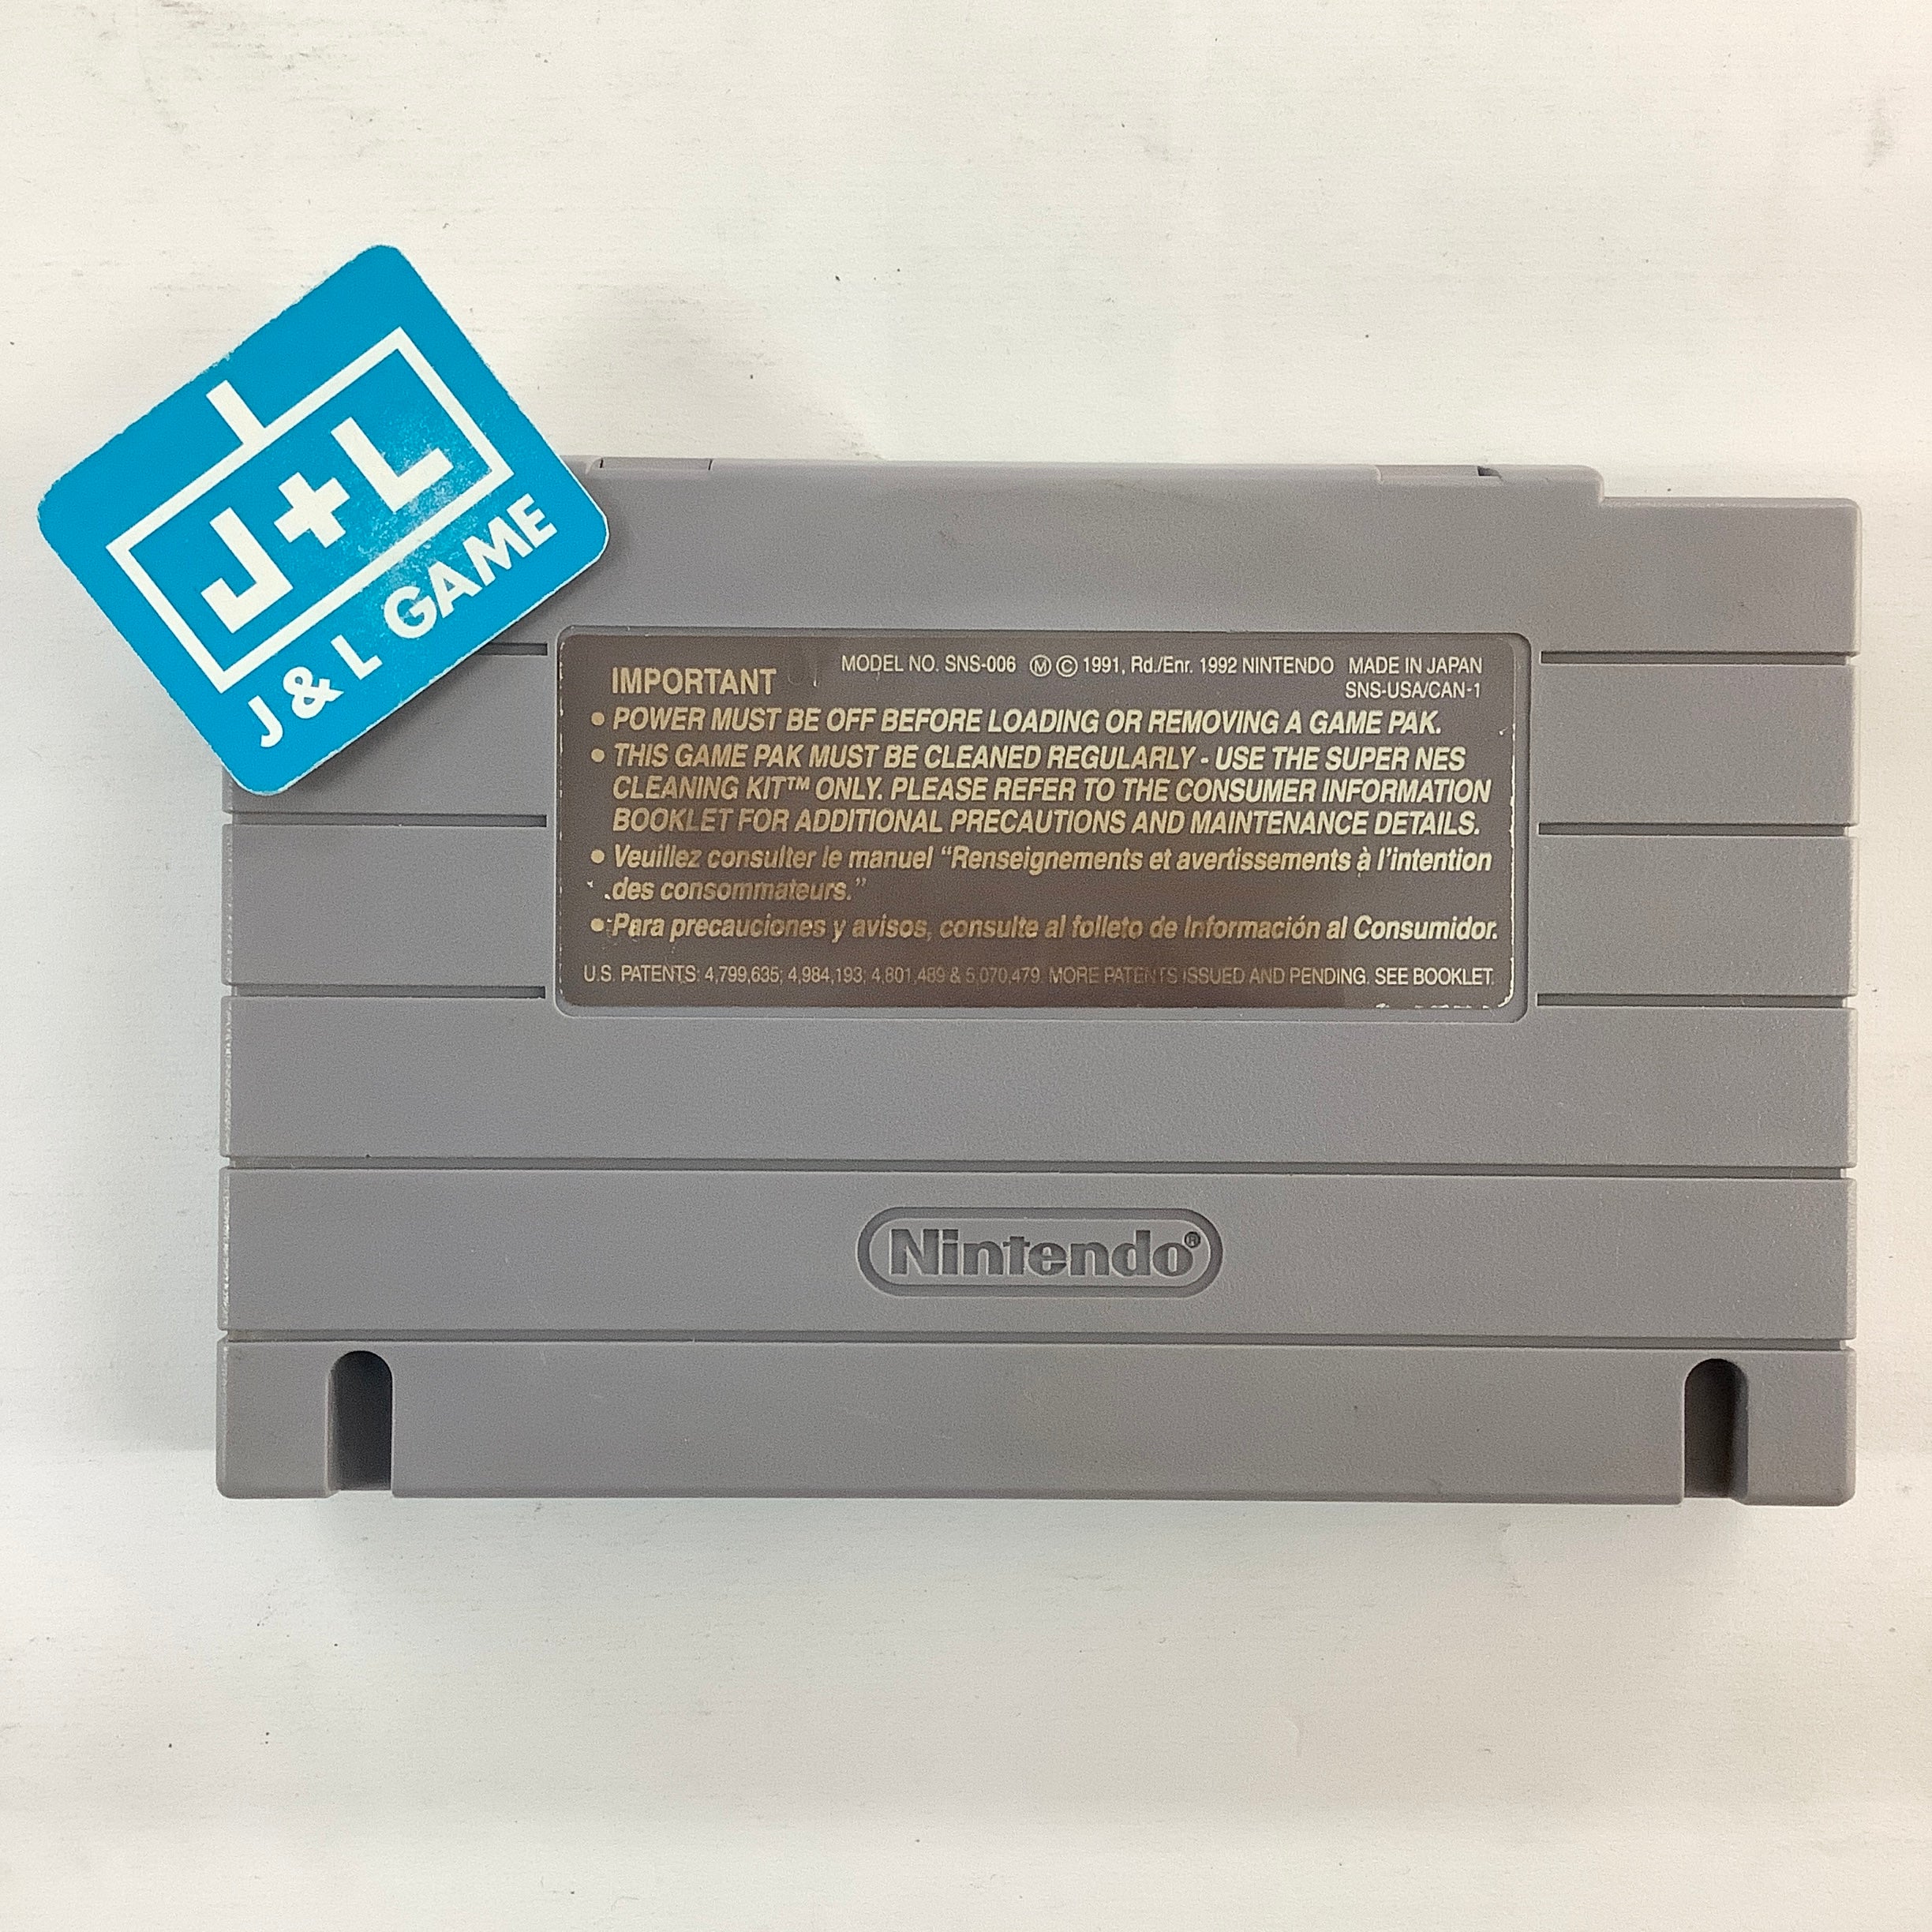 J+L
J & L GAME
IMPORTANT
MODEL NO. SNS-006 Ⓜ © 1991, Rd./Enr. 1992 NINTENDO MADE IN JAPAN
SNS-USA/CAN-1
• POWER MUST BE OFF BEFORE LOADING OR REMOVING A GAME PAK.
• THIS GAME PAK MUST BE CLEANED REGULARLY - USE THE SUPER NES
CLEANING KIT™ ONLY. PLEASE REFER TO THE CONSUMER INFORMATION
BOOKLET FOR ADDITIONAL PRECAUTIONS AND MAINTENANCE DETAILS.
• Veuillez consulter le manuel “Renseignements et avertissements à l’intention
des consommateurs.”
• Para precauciones y avisos, consulte al folleto de Información al Consumidor.
U.S. PATENTS: 4,799,635; 4,984,193; 4,801,489 & 5,070,479. MORE PATENTS ISSUED AND PENDING. SEE BOOKLET.
Nintendo®